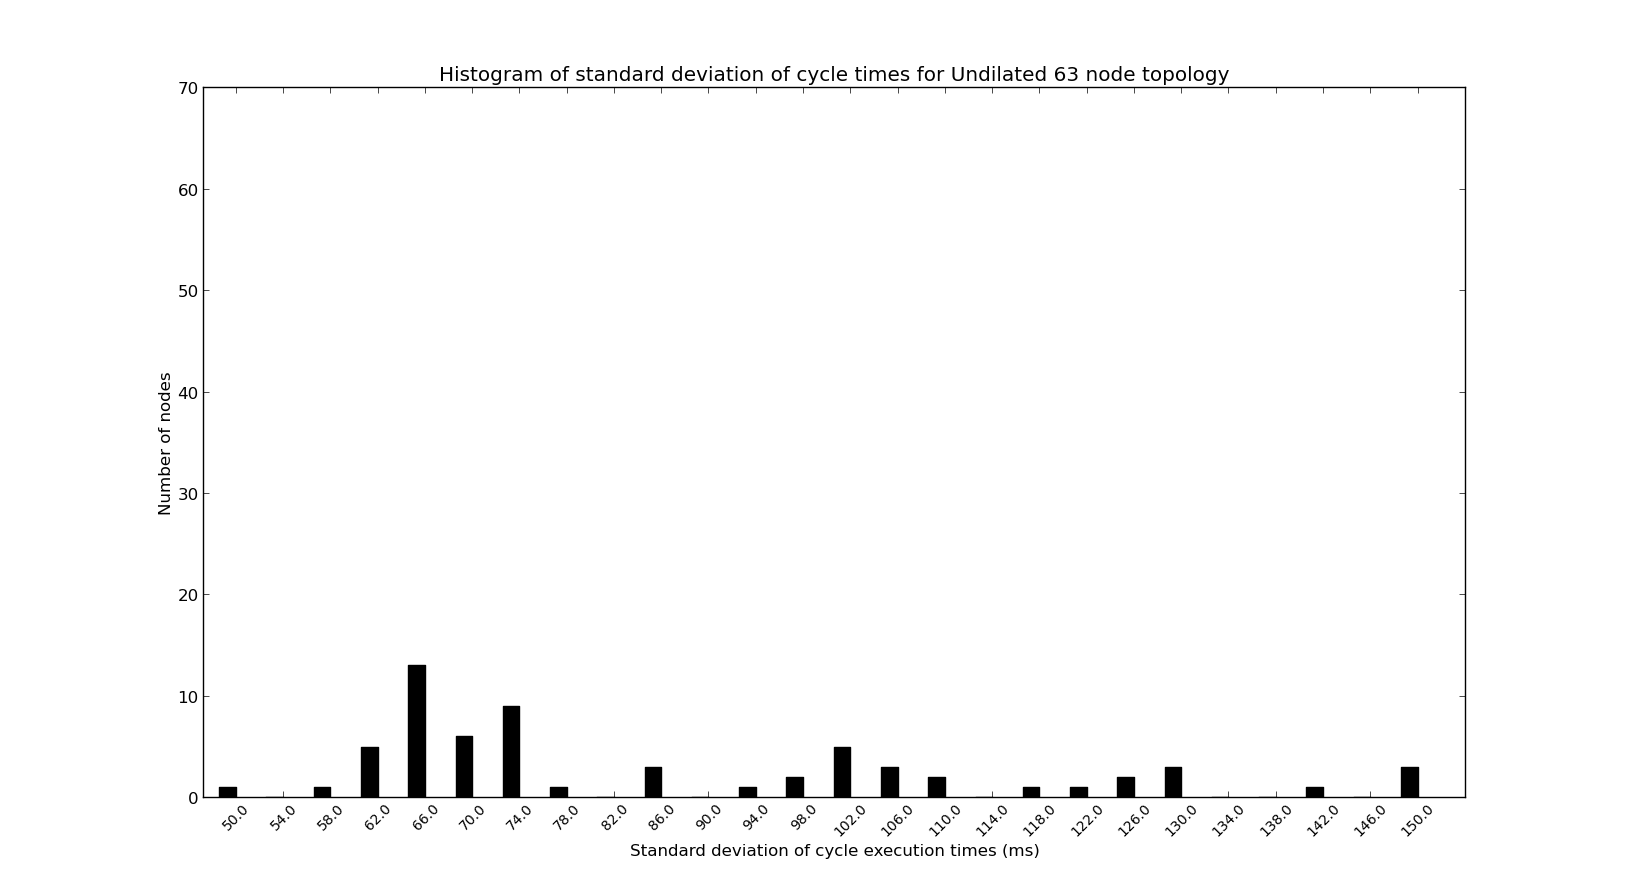 Histogram of standard deviation of cycle times for Undilated 63 node topology
70
60
50
40
30
20
10
0
Number of nodes
50.0 54.0 58.0 62.0 66.0 70.0 74.0 78.0 82.0 86.0 90.0 94.0 98.0 102.0 106.0 110.0 114.0 118.0 122.0 126.0 130.0 134.0 138.0 142.0 146.0 150.0
Standard deviation of cycle execution times (ms)